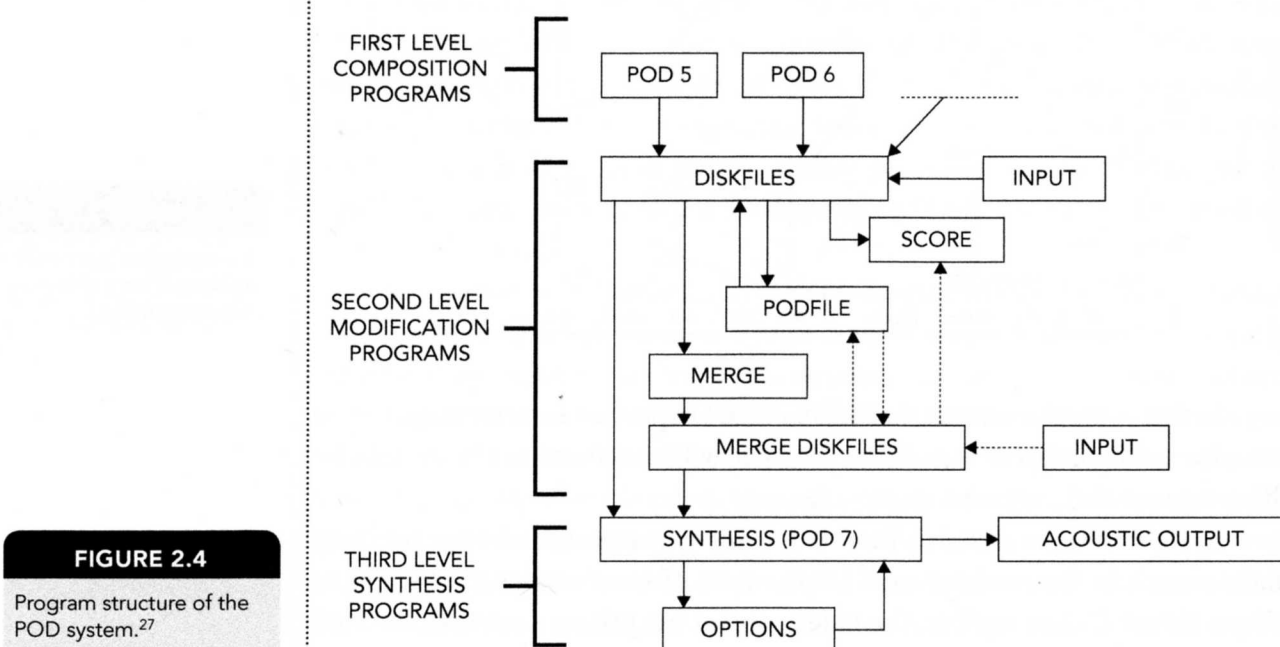 FIRST LEVEL
COMPOSITION
PROGRAMS
POD 5
POD 6
DISKFILES
INPUT
SCORE
SECOND LEVEL
MODIFICATION
PROGRAMS
PODFILE
MERGE
MERGE DISKFILES
INPUT
THIRD LEVEL
SYNTHESIS
PROGRAMS
SYNTHESIS (POD 7)
ACOUSTIC OUTPUT
OPTIONS
FIGURE 2.4
Program structure of the
POD system.27